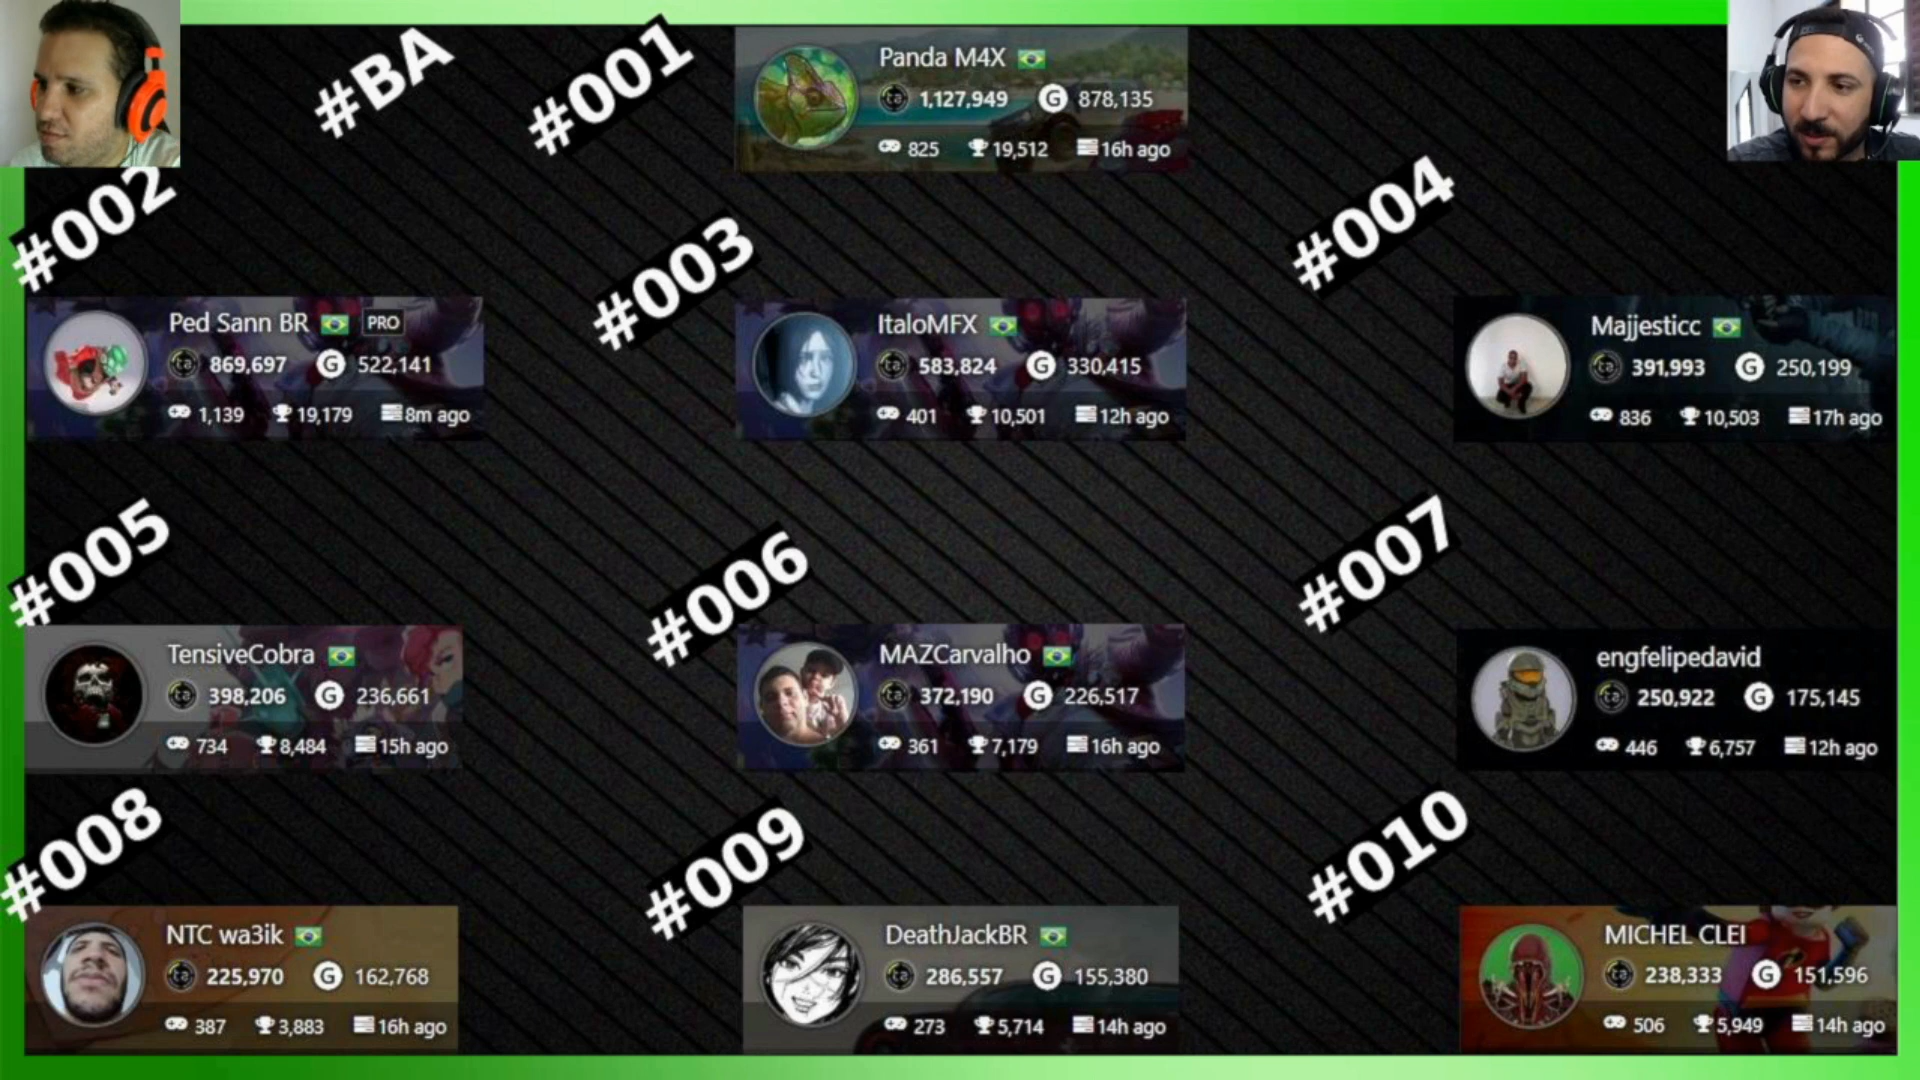 #BA
#001
Panda M4X
1,127,949 G 878,135
825 19,512 16h ago
#002
Ped Sann BR PRO
869,697 G 522,141
1,139 19,179 8m ago
#003
ItaloMFX
583,824 G 330,415
401 10,501 12h ago
#004
Majjesticc
391,993 G 250,199
836 10,503 17h ago
#005
TensiveCobra
398,206 G 236,661
734 8,484 15h ago
#006
MAZCarvalho
372,190 G 226,517
361 7,179 16h ago
#007
engfelipedavid
250,922 G 175,145
446 6,757 12h ago
#008
NTC wa3ik
225,970 G 162,768
387 3,883 16h ago
#009
DeathJackBR
286,557 G 155,380
273 5,714 14h ago
#010
MICHEL CLEI
238,333 G 151,596
506 5,949 14h ago